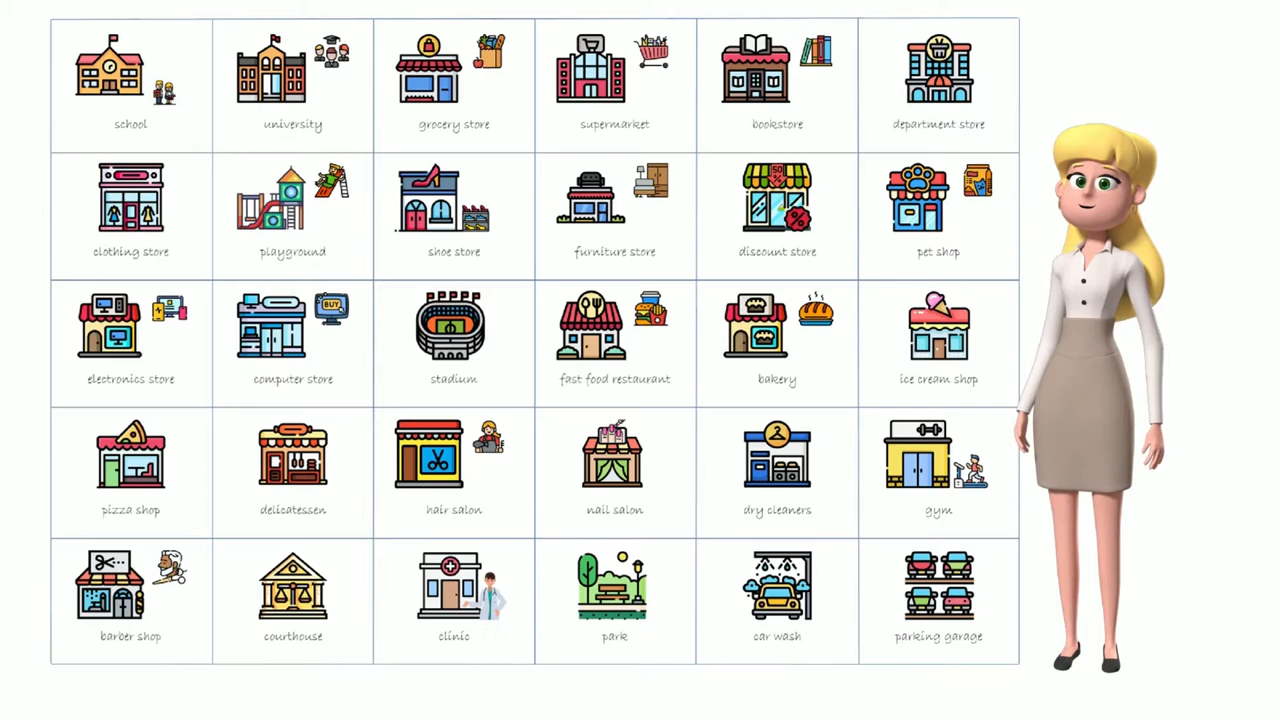 school
university
grocery store
supermarket
bookstore
department store
clothing store
playground
shoe store
furniture store
50
%
discount store
%
pet shop
BUY
electronics store
computer store
stadium
fast food restaurant
bakery
ice cream shop
pizza shop
delicatessen
hair salon
nail salon
dry cleaners
gym
barber shop
courthouse
clinic
park
car wash
parking garage